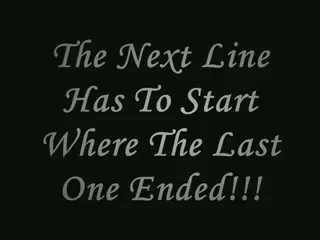 The Next Line
Has To Start
Where The Last
One Ended!!!